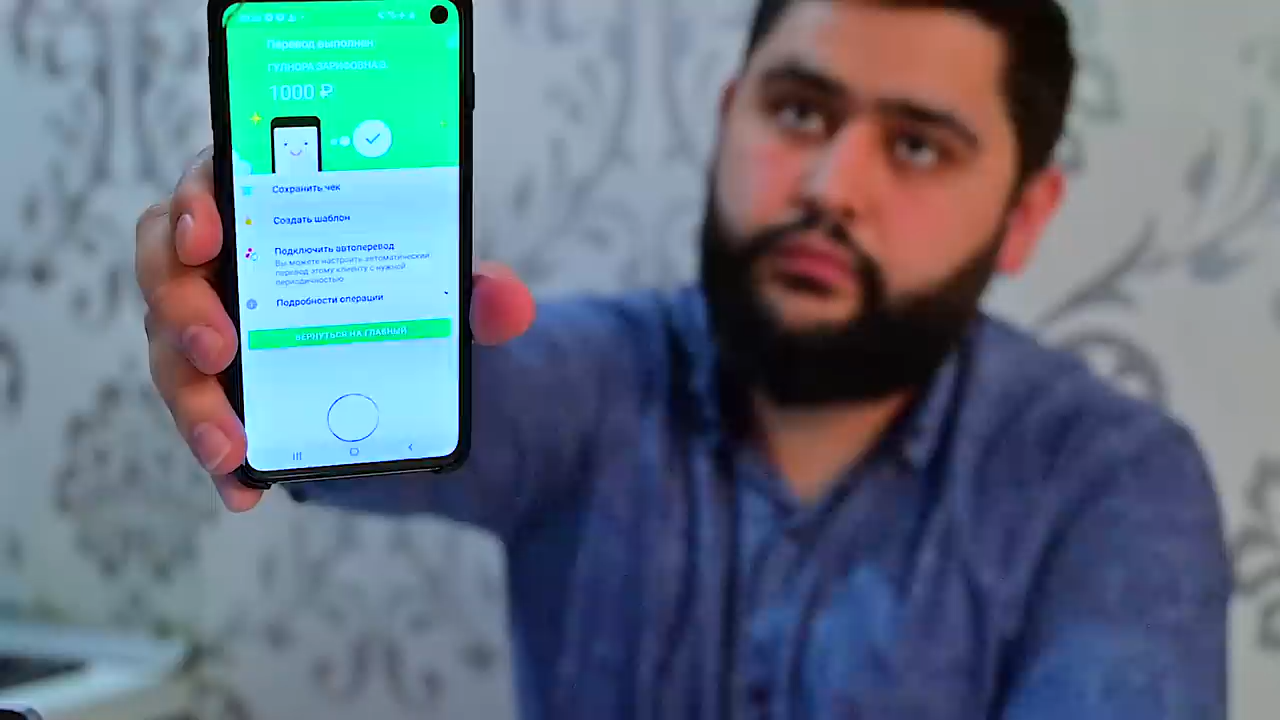 Перевод выполнен
ГУЛНОРА ЗАРИФОВНА В.
1000 ₽
Сохранить чек
Создать шаблон
Подключить автоперевод
Вы можете настроить автоматический
перевод этому клиенту с нужной
периодичностью
Подробности операции
ВЕРНУТЬСЯ НА ГЛАВНЫЙ